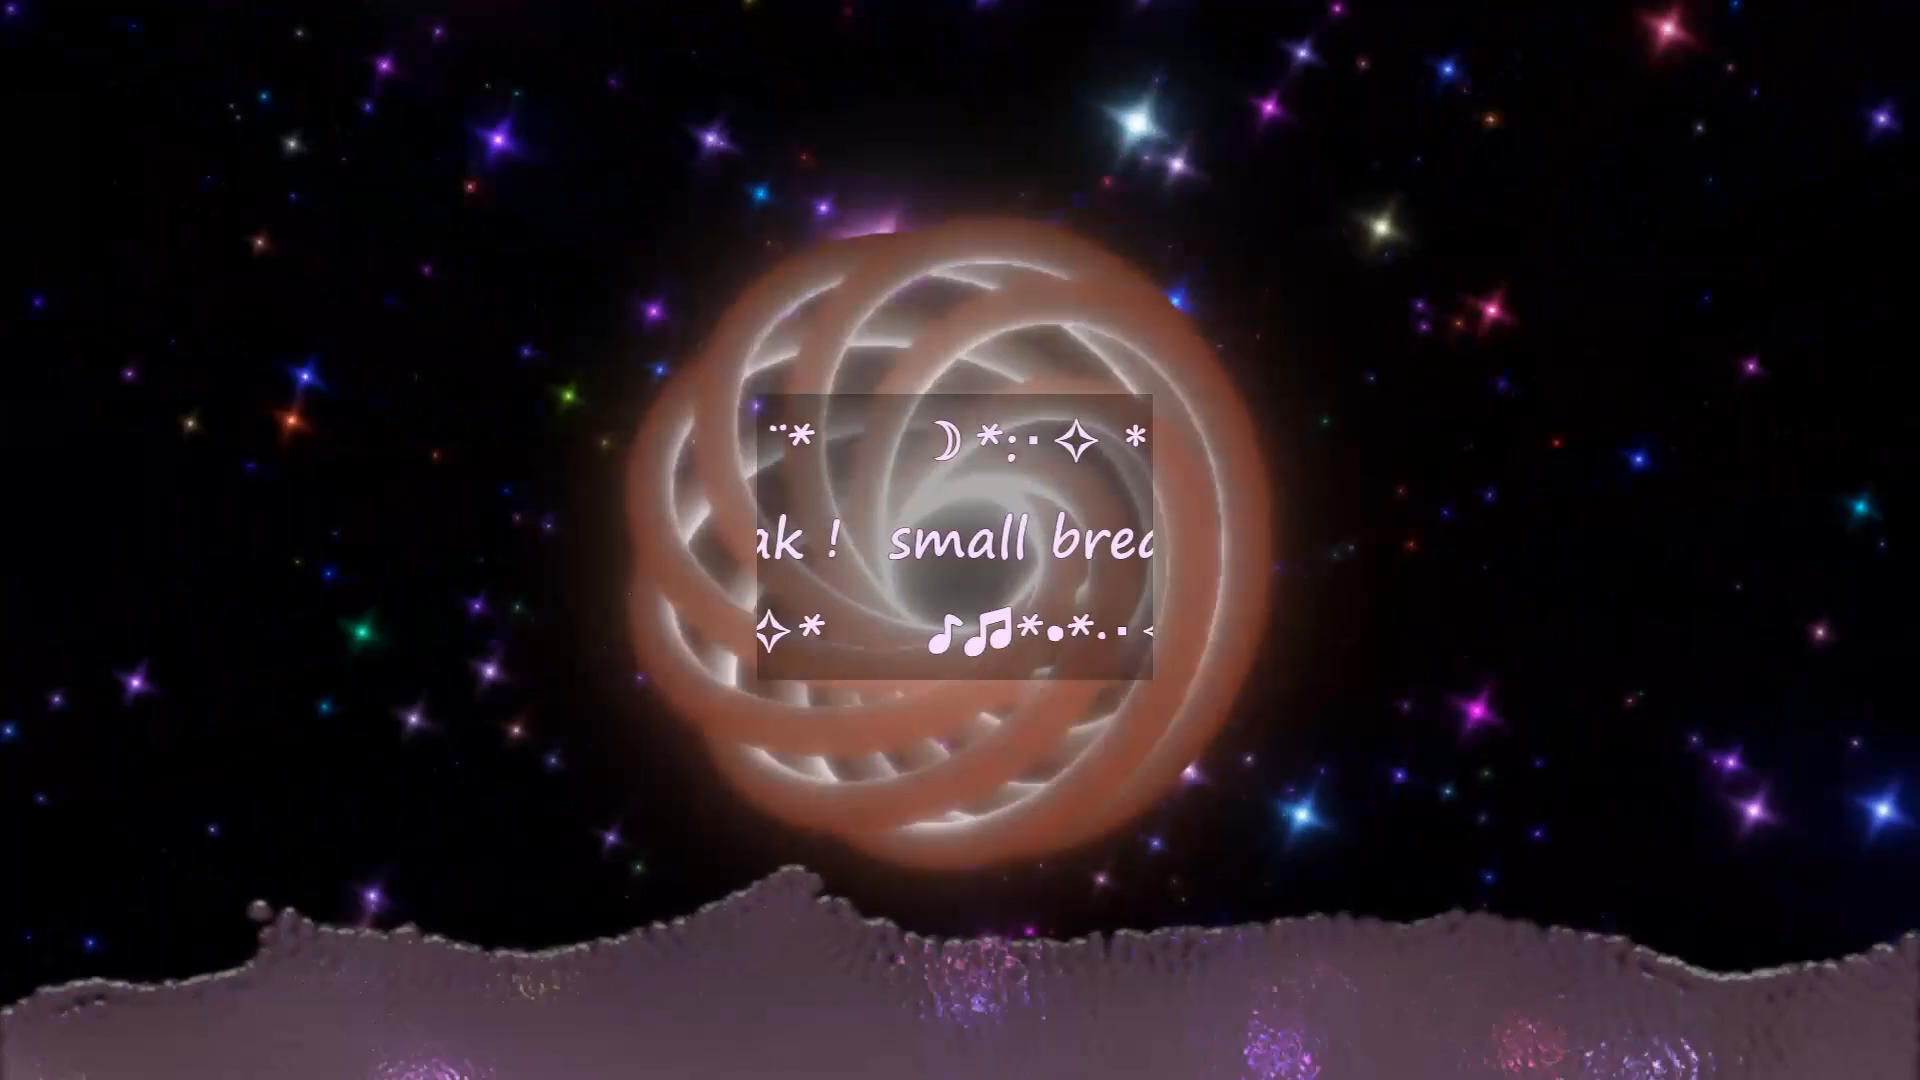 ¨* ☽ *:· ✧ *
ak ! small brea
✧* ♪♫*•*.·